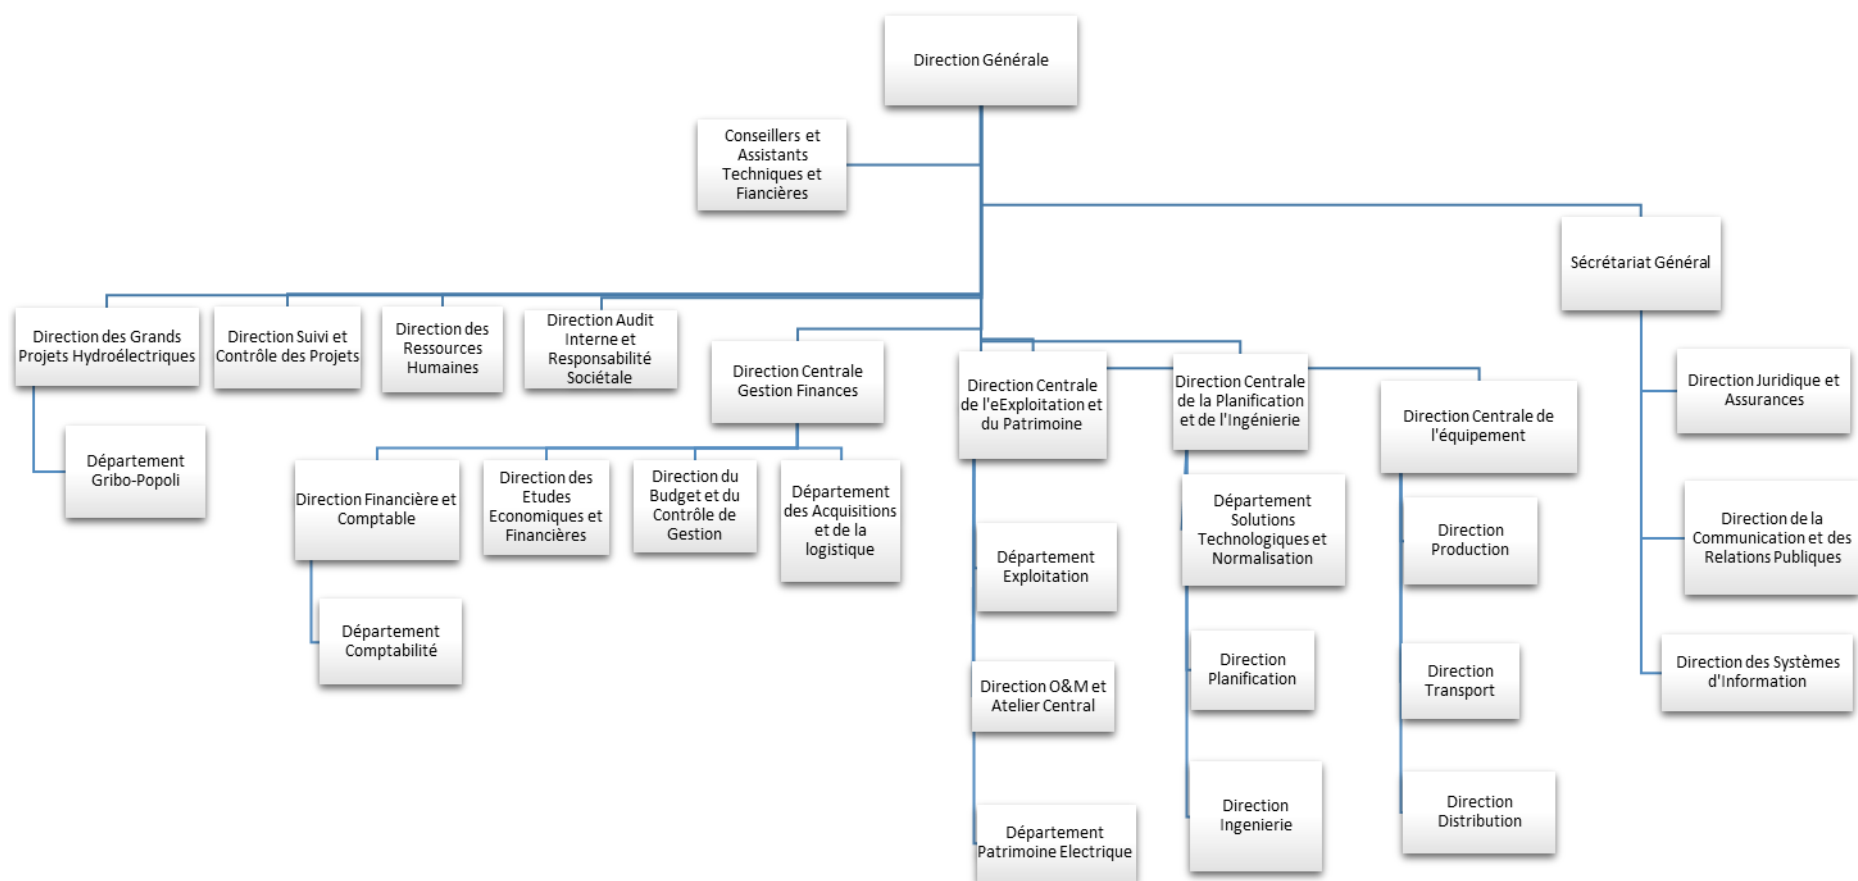 Direction Générale
Conseillers et
Assistants
Techniques et
Fiancières
Sécrétariat Général
Direction des Grands
Projets Hydroélectriques
Direction Suivi et
Contrôle des Projets
Direction des
Ressources
Humaines
Direction Audit
Interne et
Responsabilité
Sociétale
Direction Centrale
Gestion Finances
Direction Centrale
de l'eExploitation et
du Patrimoine
Direction Centrale
de la Planification
et de l'Ingénierie
Direction Centrale de
l'équipement
Direction Juridique et
Assurances
Département
Gribo-Popoli
Direction Financière et
Comptable
Direction des
Etudes
Economiques et
Financières
Direction du
Budget et du
Contrôle de
Gestion
Département
des Acquisitions
et de la
logistique
Département
Solutions
Technologiques et
Normalisation
Direction
Production
Direction de la
Communication et des
Relations Publiques
Département
Exploitation
Département
Comptabilité
Direction O&M et
Atelier Central
Direction
Planification
Direction
Transport
Direction des Systèmes
d'Information
Département
Patrimoine Electrique
Direction
Ingenierie
Direction
Distribution